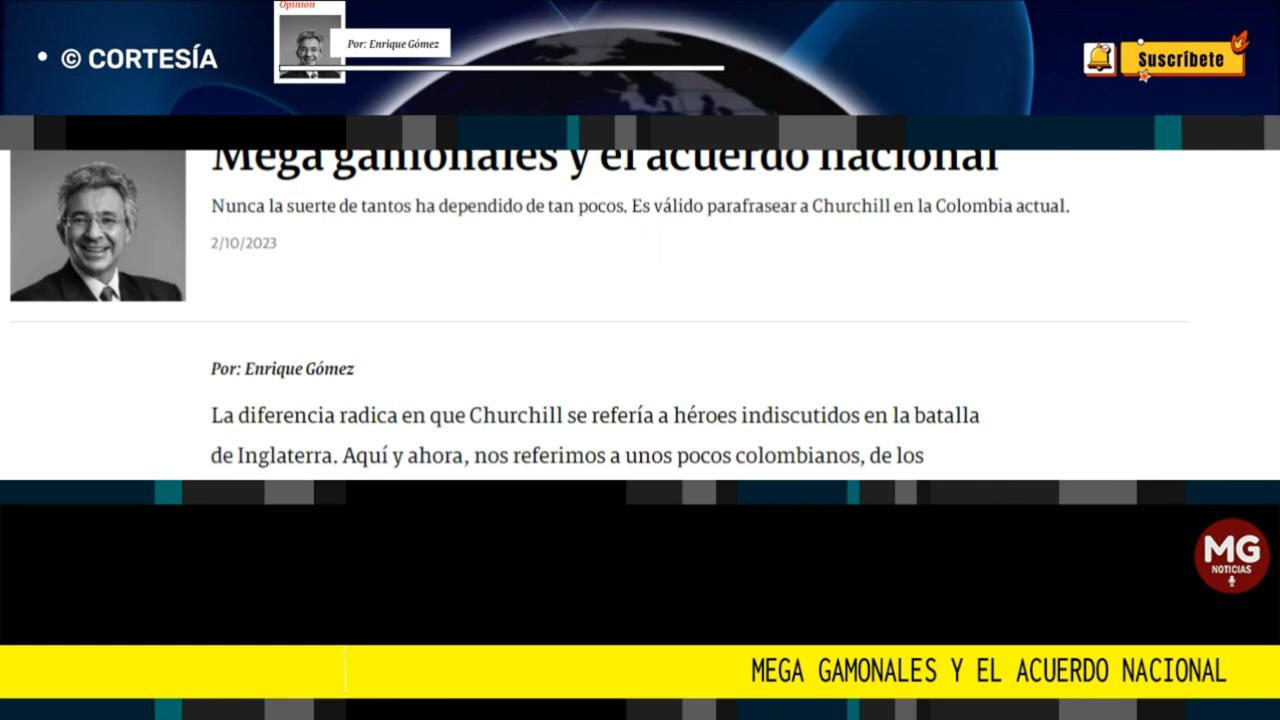 Opinión
• © CORTESÍA
Por: Enrique Gómez
Suscríbete
Mega gamonales y el acuerdo nacional
Nunca la suerte de tantos ha dependido de tan pocos. Es válido parafrasear a Churchill en la Colombia actual.
2/10/2023
Por: Enrique Gómez
La diferencia radica en que Churchill se refería a héroes indiscutidos en la batalla
de Inglaterra. Aquí y ahora, nos referimos a unos pocos colombianos, de los
MG
NOTICIAS
MEGA GAMONALES Y EL ACUERDO NACIONAL